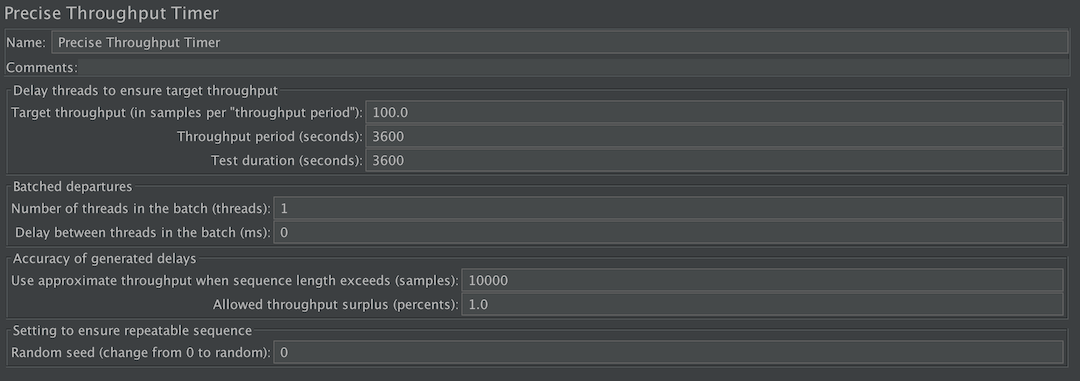 Precise Throughput Timer
Name: Precise Throughput Timer
Comments:
Delay threads to ensure target throughput
Target throughput (in samples per "throughput period"): 100.0
Throughput period (seconds): 3600
Test duration (seconds): 3600
Batched departures
Number of threads in the batch (threads): 1
Delay between threads in the batch (ms): 0
Accuracy of generated delays
Use approximate throughput when sequence length exceeds (samples): 10000
Allowed throughput surplus (percents): 1.0
Setting to ensure repeatable sequence
Random seed (change from 0 to random): 0